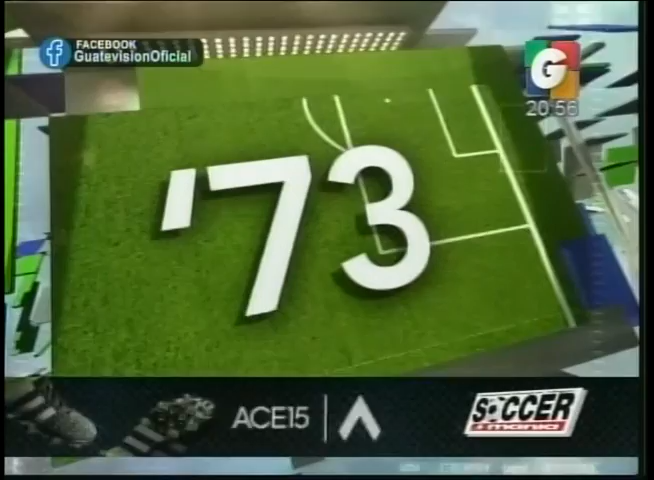 FACEBOOK
GuatevisionOficial
G
20:56
'73
ACE15
SOCCER
mania